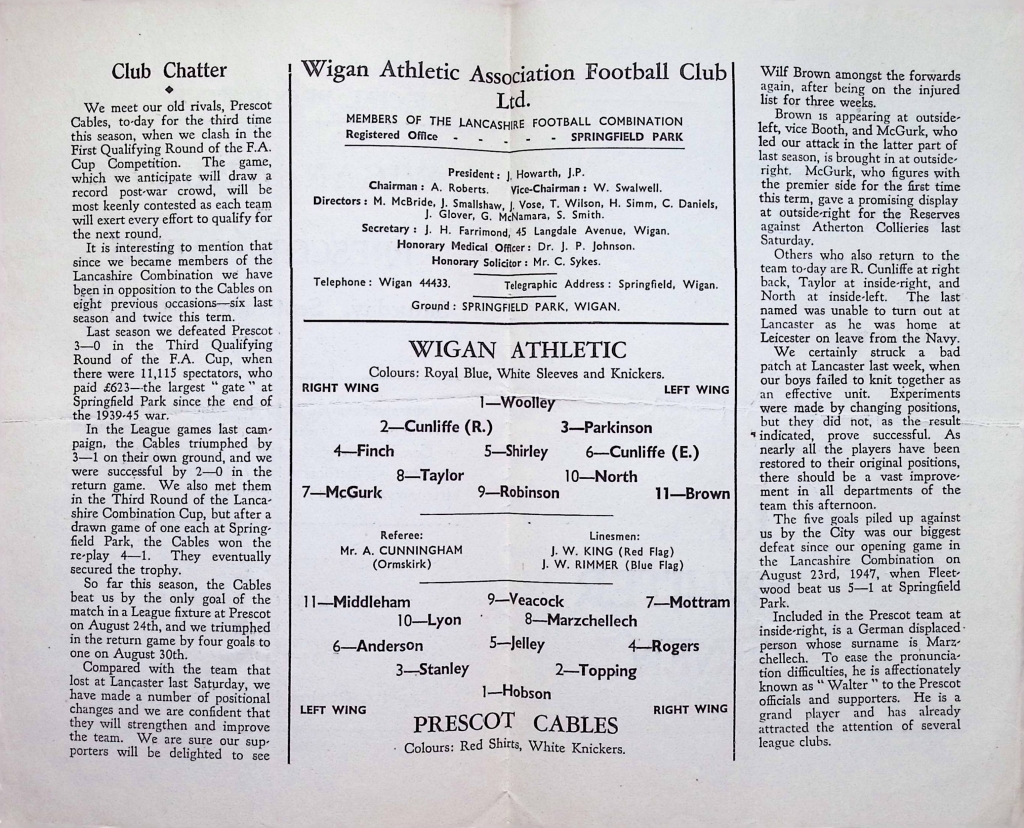 Club Chatter
We meet our old rivals, Prescot
Cables, to-day for the third time
this season, when we clash in the
First Qualifying Round of the F.A.
Cup Competition. The game,
which we anticipate will draw a
record post-war crowd, will be
most keenly contested as each team
will exert every effort to qualify for
the next round.
It is interesting to mention that
since we became members of the
Lancashire Combination we have
been in opposition to the Cables on
eight previous occasions—six last
season and twice this term.
Last season we defeated Prescot
3—0 in the Third Qualifying
Round of the F.A. Cup, when
there were 11,115 spectators, who
paid £623—the largest "gate" at
Springfield Park since the end of
the 1939-45 war.
In the League games last cam-
paign, the Cables triumphed by
3—1 on their own ground, and we
were successful by 2—0 in the
return game. We also met them
in the Third Round of the Lanca-
shire Combination Cup, but after a
drawn game of one each at Spring-
field Park, the Cables won the
re-play 4—1. They eventually
secured the trophy.
So far this season, the Cables
beat us by the only goal of the
match in a League fixture at Prescot
on August 24th, and we triumphed
in the return game by four goals to
one on August 30th.
Compared with the team that
lost at Lancaster last Saturday, we
have made a number of positional
changes and we are confident that
they will strengthen and improve
the team. We are sure our sup-
porters will be delighted to see
Wigan Athletic Association Football Club
Ltd.
MEMBERS OF THE LANCASHIRE FOOTBALL COMBINATION
Registered Office - - - - - SPRINGFIELD PARK
President: J. Howarth, J.P.
Chairman: A. Roberts. Vice-Chairman: W. Swalwell.
Directors: M. McBride, J. Smallshaw, J. Vose, T. Wilson, H. Simm, C. Daniels,
J. Glover, G. McNamara, S. Smith.
Secretary: J. H. Farrimond, 45 Langdale Avenue, Wigan.
Honorary Medical Officer: Dr. J. P. Johnson.
Honorary Solicitor: Mr. C. Sykes.
Telephone: Wigan 44433. Telegraphic Address: Springfield, Wigan.
Ground: SPRINGFIELD PARK, WIGAN.
WIGAN ATHLETIC
Colours: Royal Blue, White Sleeves and Knickers.
RIGHT WING LEFT WING
1—Woolley
2—Cunliffe (R.) 3—Parkinson
4—Finch 5—Shirley 6—Cunliffe (E.)
8—Taylor 10—North
7—McGurk 9—Robinson 11—Brown
Referee: Linesmen:
Mr. A. CUNNINGHAM J. W. KING (Red Flag)
(Ormskirk) J. W. RIMMER (Blue Flag)
11—Middleham 9—Veacock 7—Mottram
10—Lyon 8—Marzchellech
6—Anderson 5—Jelley 4—Rogers
3—Stanley 2—Topping
1—Hobson
LEFT WING RIGHT WING
PRESCOT CABLES
Colours: Red Shirts, White Knickers.
Wilf Brown amongst the forwards
again, after being on the injured
list for three weeks.
Brown is appearing at outside-
left, vice Booth, and McGurk, who
led our attack in the latter part of
last season, is brought in at outside-
right. McGurk, who figures with
the premier side for the first time
this term, gave a promising display
at outside-right for the Reserves
against Atherton Collieries last
Saturday.
Others who also return to the
team to-day are R. Cunliffe at right
back, Taylor at inside-right, and
North at inside-left. The last
named was unable to turn out at
Lancaster as he was home at
Leicester on leave from the Navy.
We certainly struck a bad
patch at Lancaster last week, when
our boys failed to knit together as
an effective unit. Experiments
were made by changing positions,
but they did not, as the result
indicated, prove successful. As
nearly all the players have been
restored to their original positions,
there should be a vast improve-
ment in all departments of the
team this afternoon.
The five goals piled up against
us by the City was our biggest
defeat since our opening game in
the Lancashire Combination on
August 23rd, 1947, when Fleet-
wood beat us 5—1 at Springfield
Park.
Included in the Prescot team at
inside-right, is a German displaced
person whose surname is Marz-
chellech. To ease the pronuncia-
tion difficulties, he is affectionately
known as "Walter" to the Prescot
officials and supporters. He is a
grand player and has already
attracted the attention of several
league clubs.